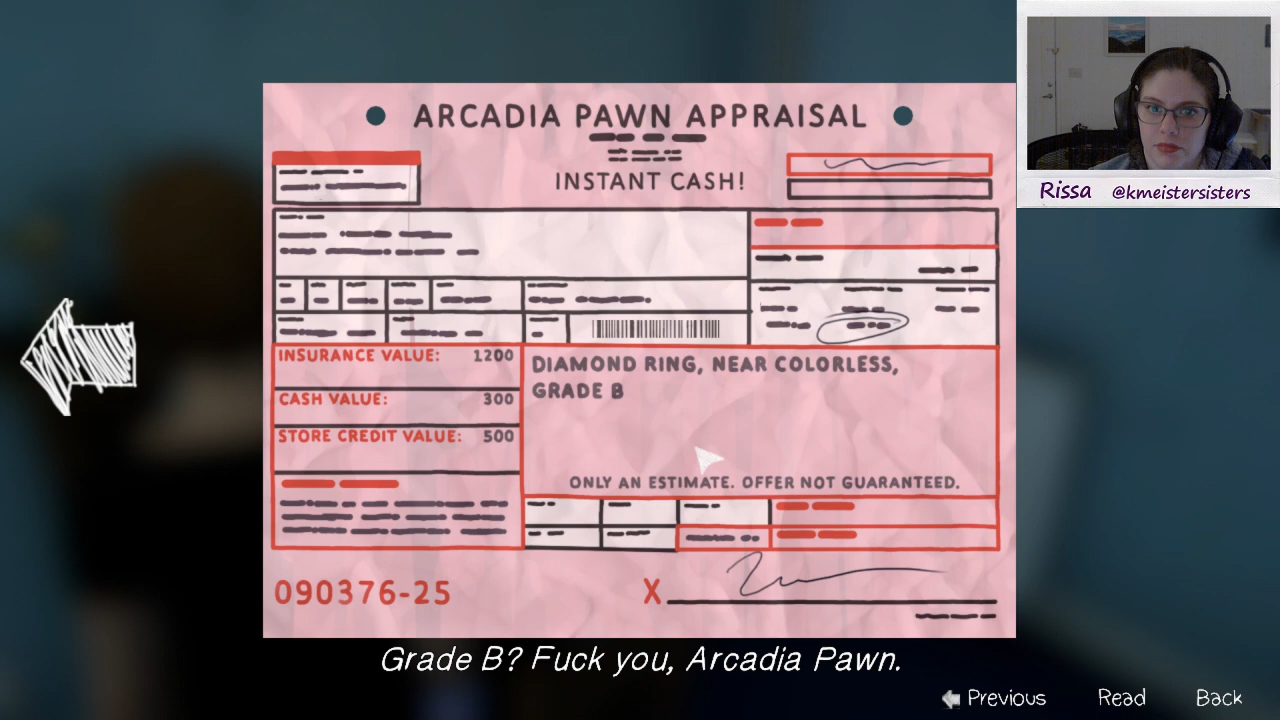 ARCADIA PAWN APPRAISAL
INSTANT CASH!
INSURANCE VALUE: 1200
CASH VALUE: 300
STORE CREDIT VALUE: 500
DIAMOND RING, NEAR COLORLESS,
GRADE B
ONLY AN ESTIMATE. OFFER NOT GUARANTEED.
090376-25
X
Grade B? Fuck you, Arcadia Pawn.
Previous Read Back
Rissa @kmeistersisters